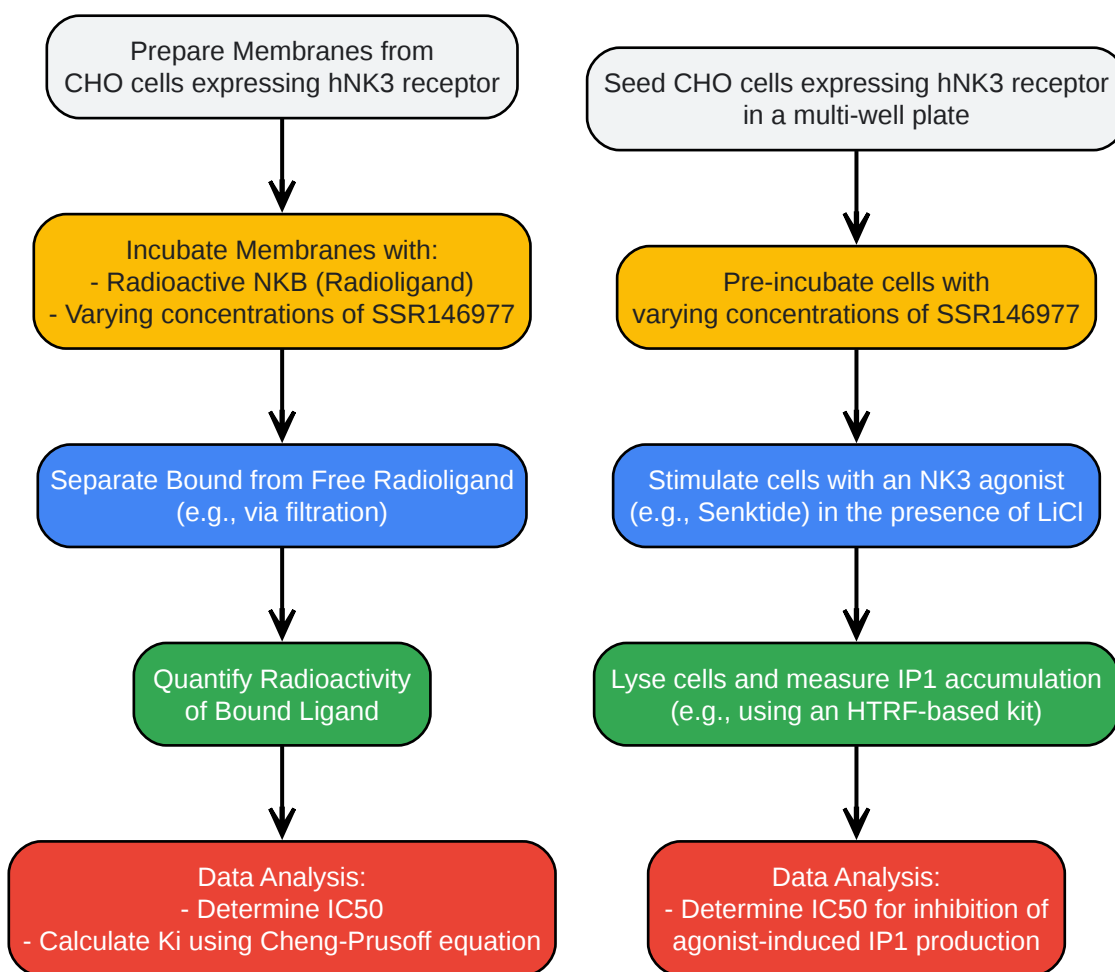 Prepare Membranes from
CHO cells expressing hNK3 receptor
Incubate Membranes with:
- Radioactive NKB (Radioligand)
- Varying concentrations of SSR146977
Separate Bound from Free Radioligand
(e.g., via filtration)
Quantify Radioactivity
of Bound Ligand
Data Analysis:
- Determine IC50
- Calculate Ki using Cheng-Prusoff equation
Seed CHO cells expressing hNK3 receptor
in a multi-well plate
Pre-incubate cells with
varying concentrations of SSR146977
Stimulate cells with an NK3 agonist
(e.g., Senktide) in the presence of LiCl
Lyse cells and measure IP1 accumulation
(e.g., using an HTRF-based kit)
Data Analysis:
- Determine IC50 for inhibition of
agonist-induced IP1 production